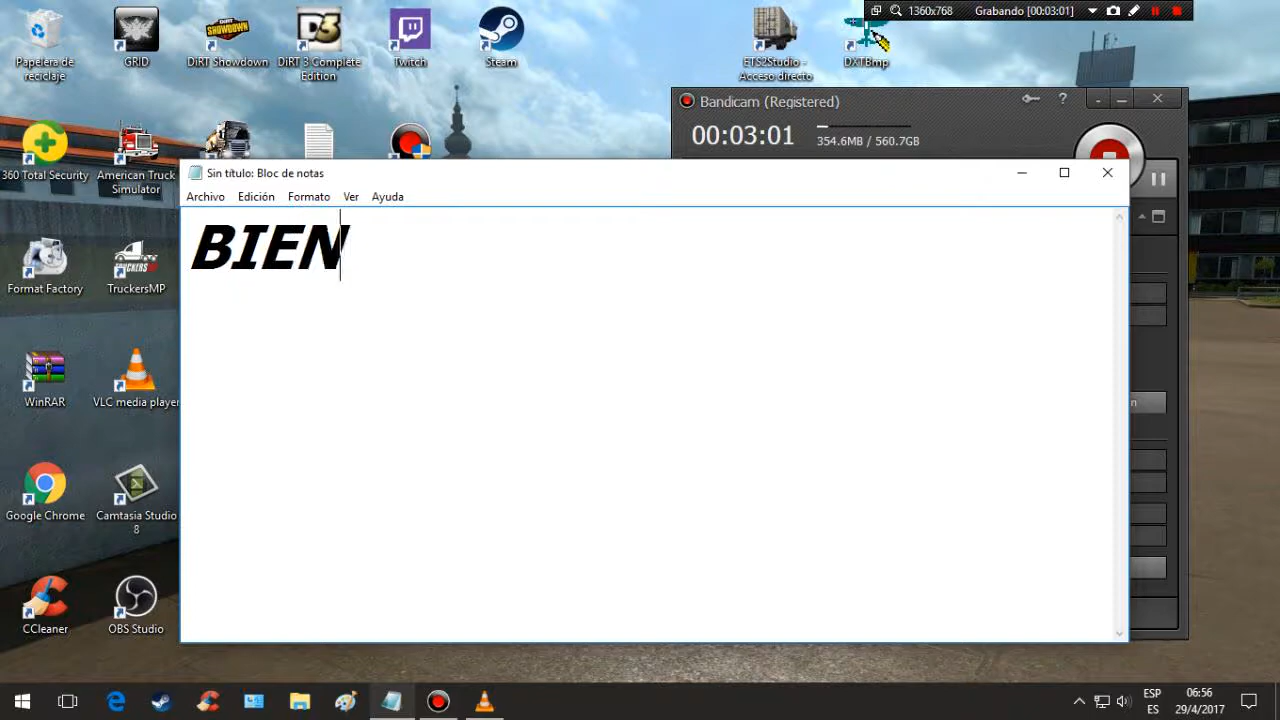 1360x768 Grabando [00:03:01]
Papelera de reciclaje
GRID
DiRT Showdown
DiRT 3 Complete Edition
Twitch
Steam
ETS2Studio - Acceso directo
DXTBmp
Bandicam (Registered)
00:03:01
354.6MB / 560.7GB
360 Total Security
American Truck Simulator
Sin título: Bloc de notas
Archivo Edición Formato Ver Ayuda
BIEN
Format Factory
TruckersMP
WinRAR
VLC media player
Google Chrome
Camtasia Studio 8
CCleaner
OBS Studio
ESP
ES
06:56
29/4/2017